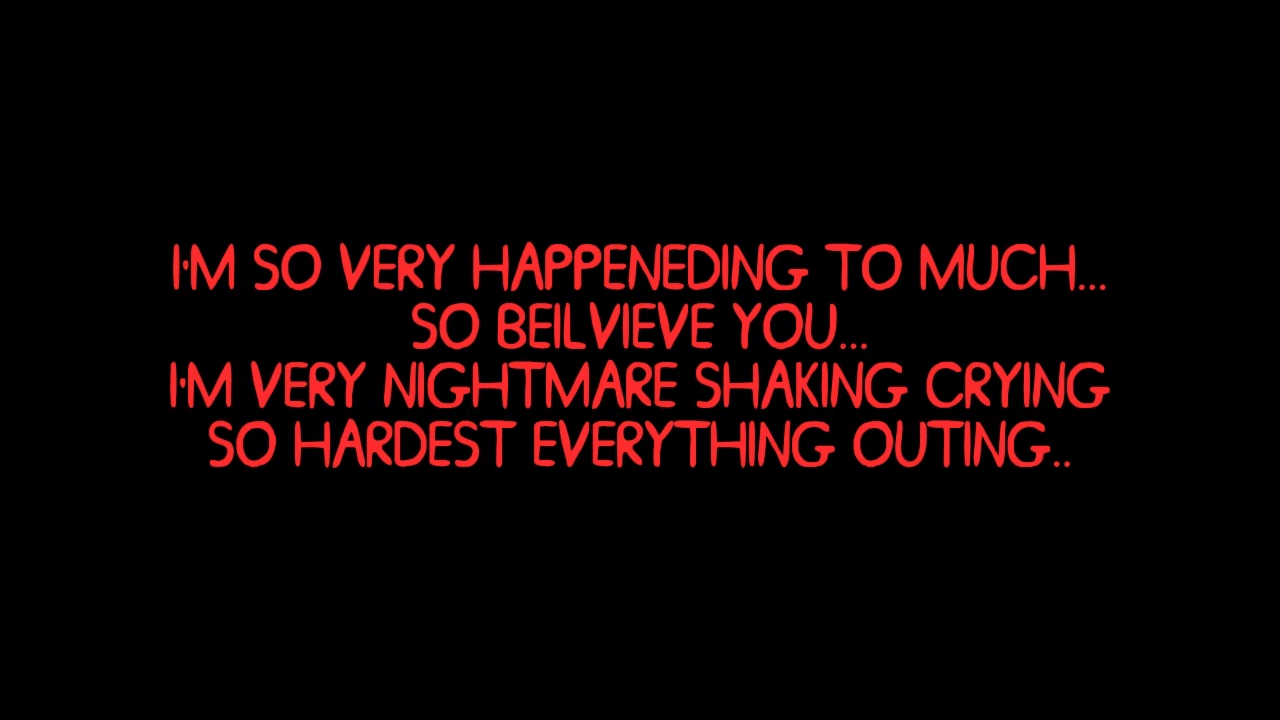 I'M SO VERY HAPPENEDING TO MUCH...
SO BEILVIEVE YOU...
I'M VERY NIGHTMARE SHAKING CRYING
SO HARDEST EVERYTHING OUTING..